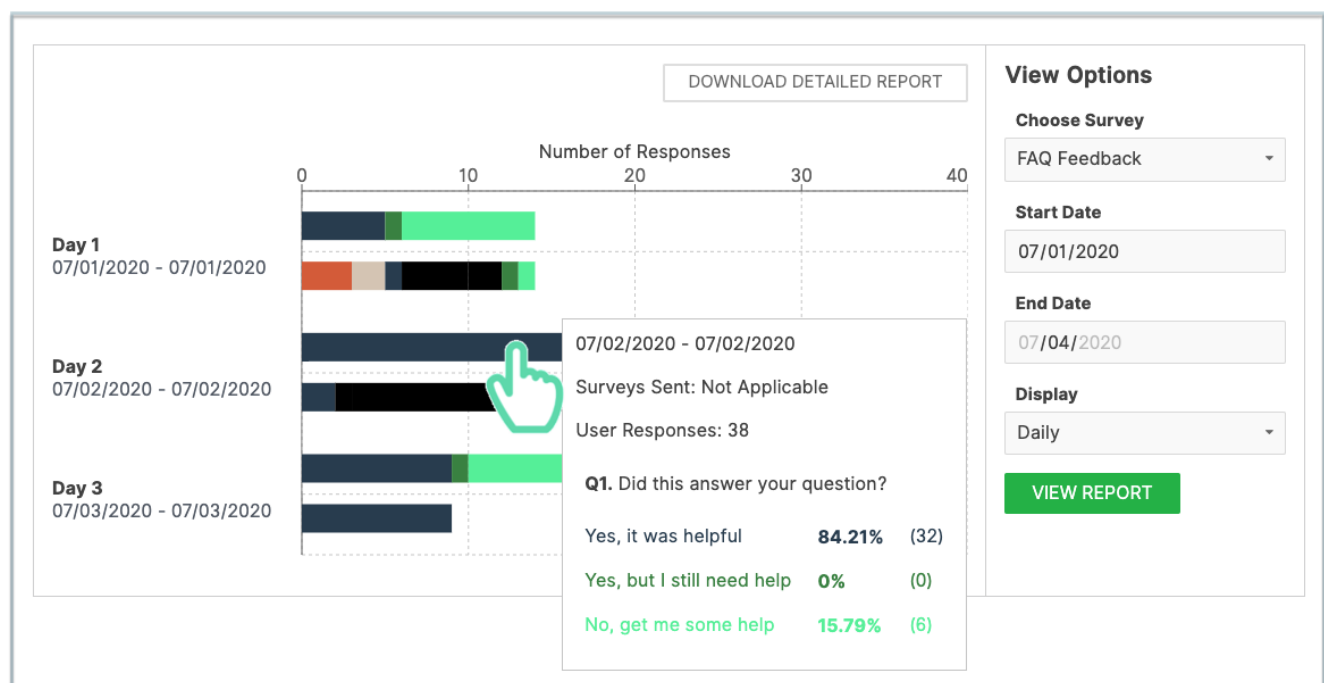 DOWNLOAD DETAILED REPORT
Number of Responses
0 10 20 30 40
Day 1
07/01/2020 - 07/01/2020
Day 2
07/02/2020 - 07/02/2020
Day 3
07/03/2020 - 07/03/2020
07/02/2020 - 07/02/2020
Surveys Sent: Not Applicable
User Responses: 38
Q1. Did this answer your question?
Yes, it was helpful 84.21% (32)
Yes, but I still need help 0% (0)
No, get me some help 15.79% (6)
View Options
Choose Survey
FAQ Feedback
Start Date
07/01/2020
End Date
07/04/2020
Display
Daily
VIEW REPORT